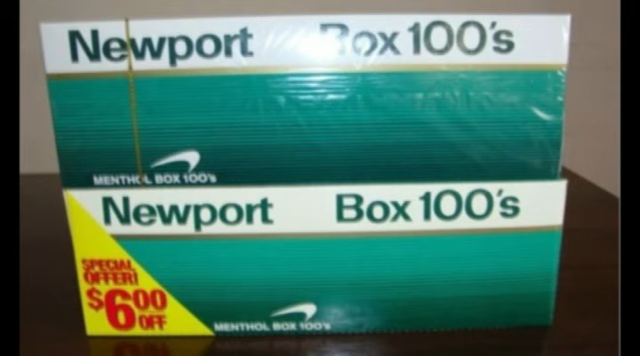 Newport Box 100's
MENTHOL BOX 100's
Newport Box 100's
SPECIAL
OFFER!
$6.00
OFF
MENTHOL BOX 100's